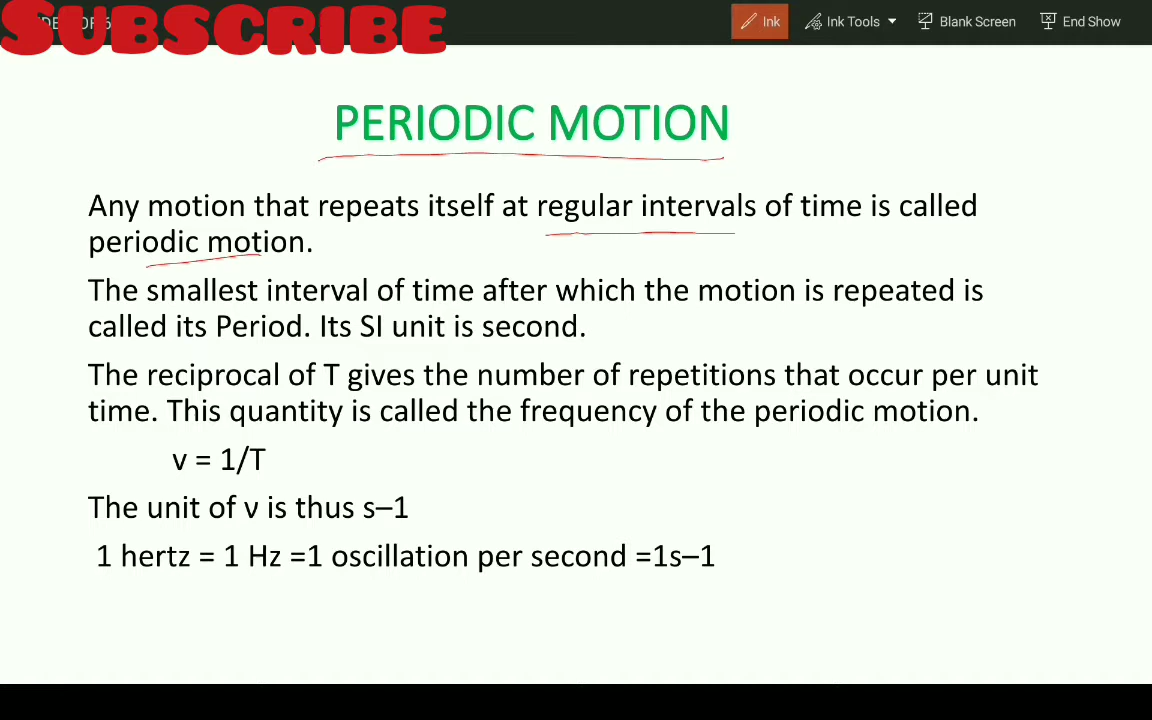 SUBSCRIBE
Ink
Ink Tools
Blank Screen
End Show
PERIODIC MOTION
Any motion that repeats itself at regular intervals of time is called
periodic motion.
The smallest interval of time after which the motion is repeated is
called its Period. Its SI unit is second.
The reciprocal of T gives the number of repetitions that occur per unit
time. This quantity is called the frequency of the periodic motion.
ν = 1/T
The unit of ν is thus s–1
1 hertz = 1 Hz =1 oscillation per second =1s–1